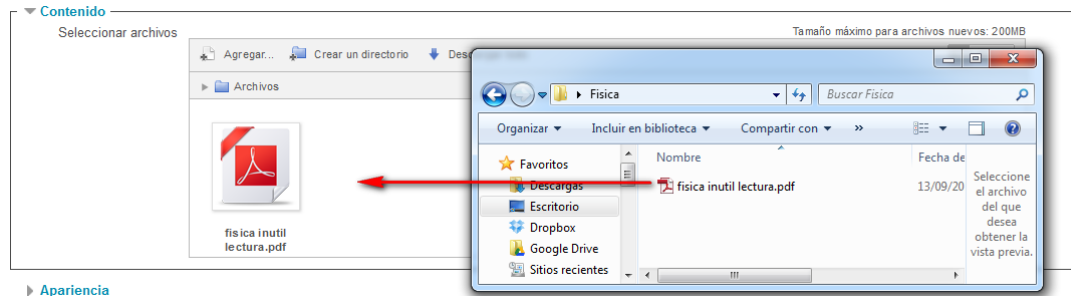 Contenido
Seleccionar archivos
Tamaño máximo para archivos nuevos: 200MB
Agregar...
Crear un directorio
Archivos
fisica inutil
lectura.pdf
Fisica
Buscar Fisica
Organizar
Incluir en biblioteca
Compartir con
»
Favoritos
Descargas
Escritorio
Dropbox
Google Drive
Sitios recientes
Nombre
Fecha de
fisica inutil lectura.pdf
13/09/20
Seleccione
el archivo
del que
desea
obtener la
vista previa.
Apariencia